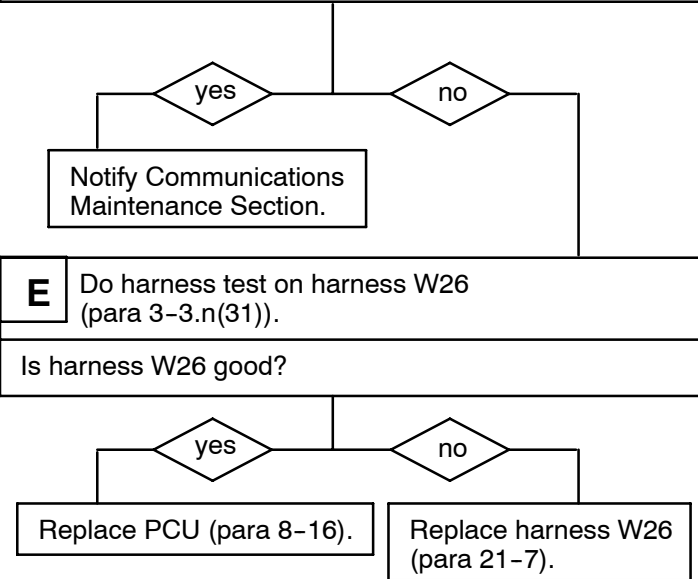 yes
no
Notify Communications
Maintenance Section.
E
Do harness test on harness W26
(para 3-3.n(31)).
Is harness W26 good?
yes
no
Replace PCU (para 8-16).
Replace harness W26
(para 21-7).